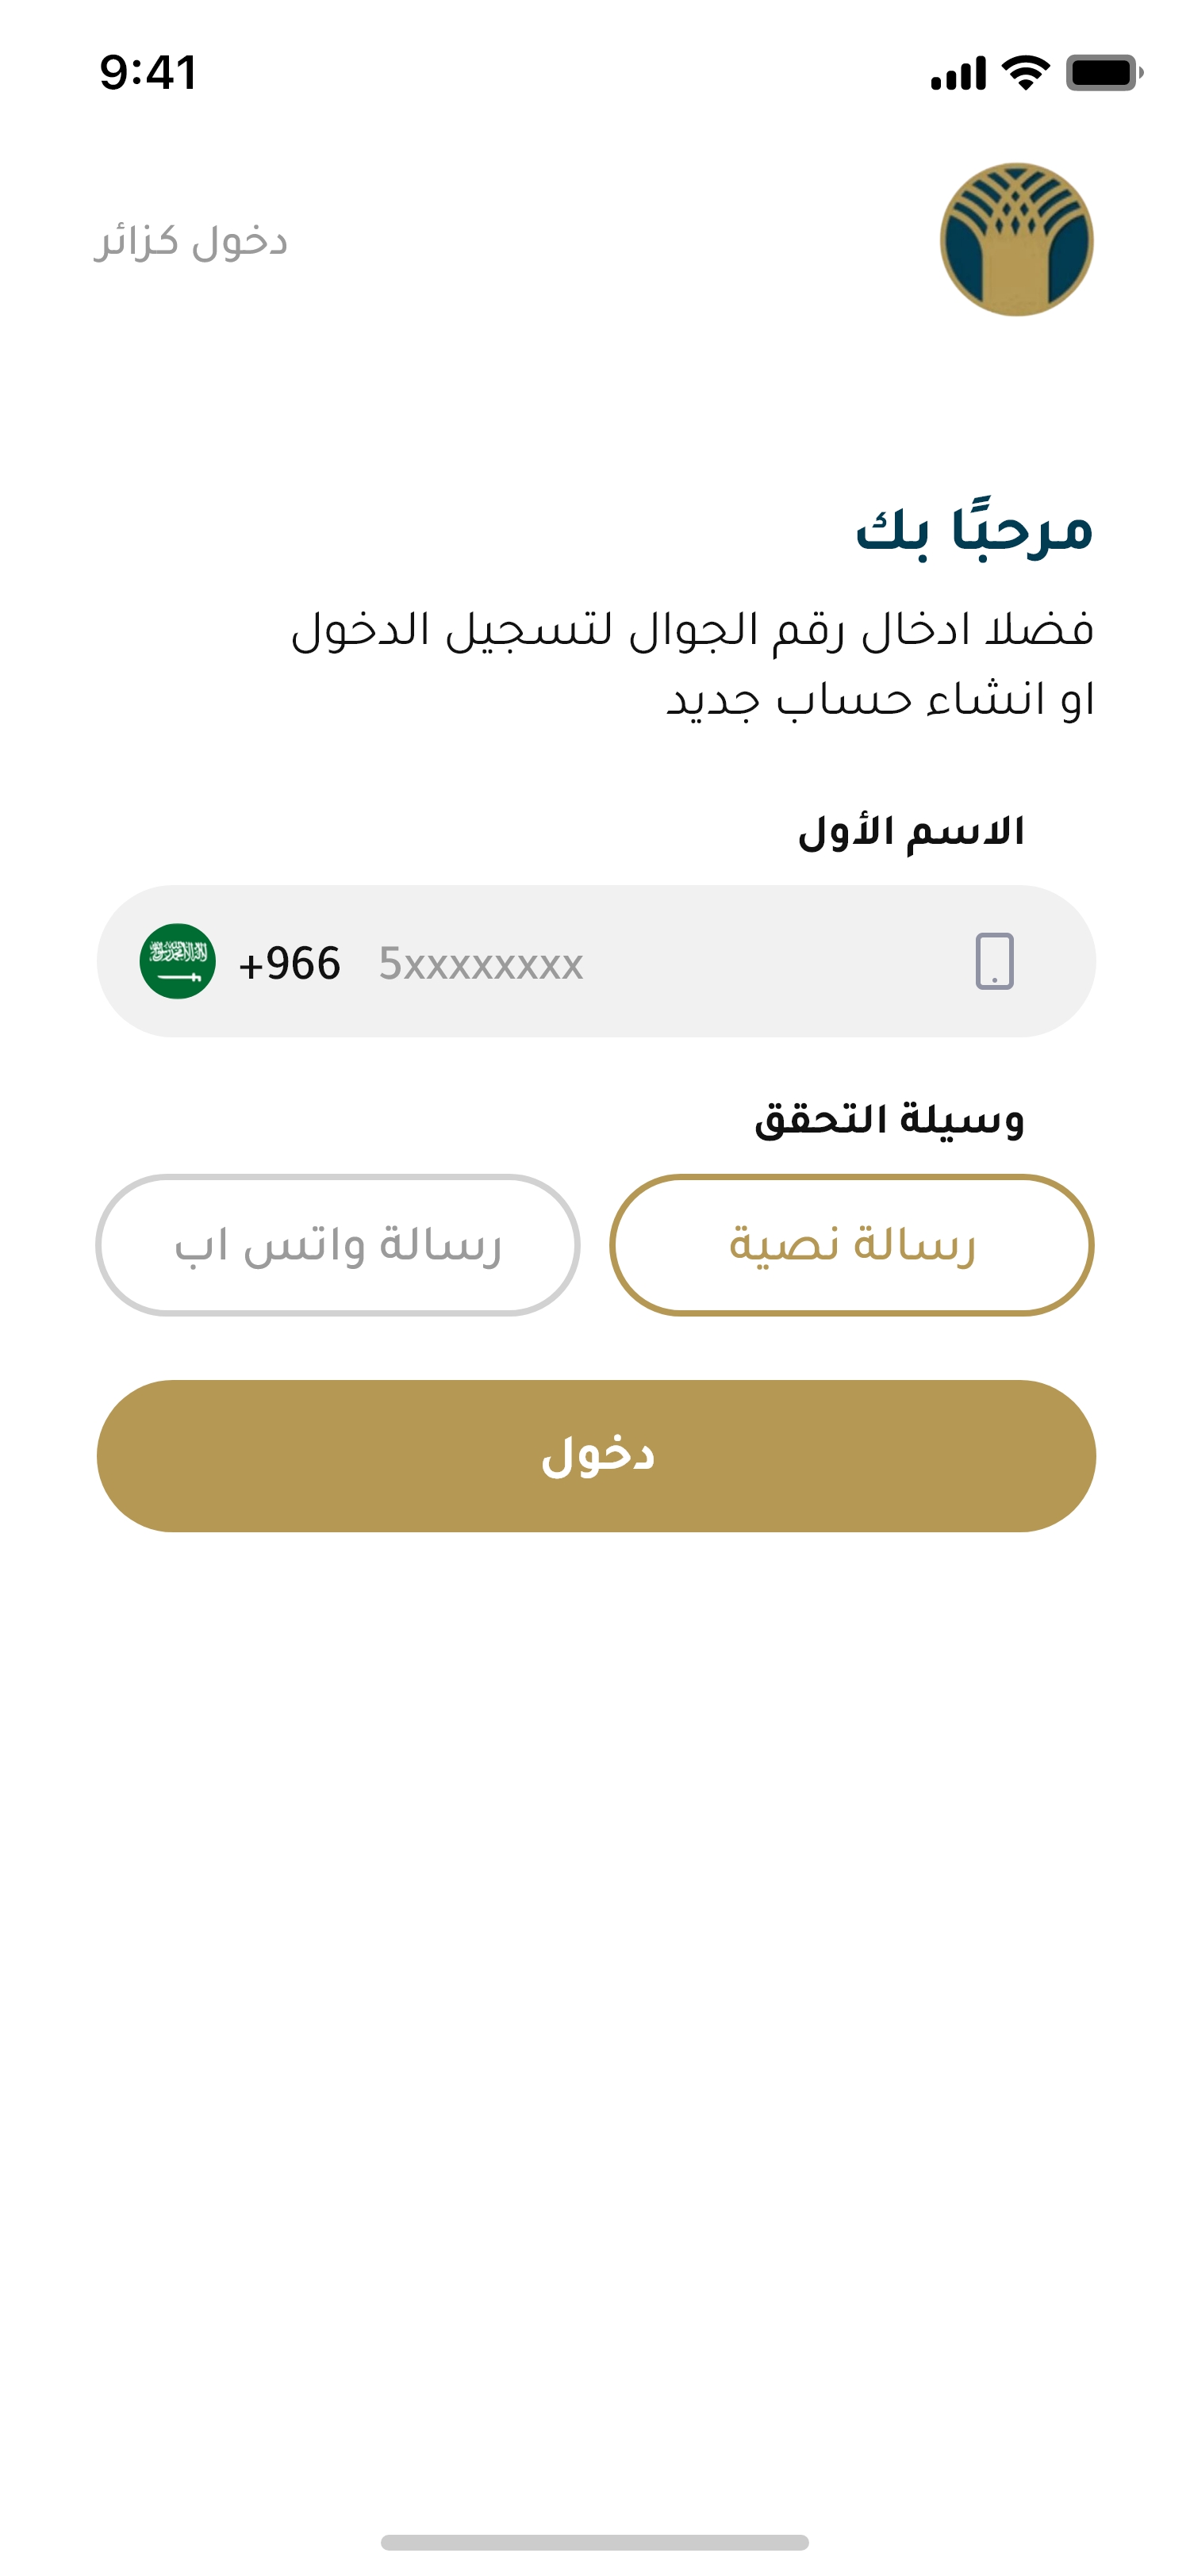 9:41
دخول كزائر
مرحبًا بك
فضلا ادخال رقم الجوال لتسجيل الدخول
او انشاء حساب جديد
الاسم الأول
+966 5xxxxxxxx
وسيلة التحقق
رسالة نصية
رسالة واتس اب
دخول